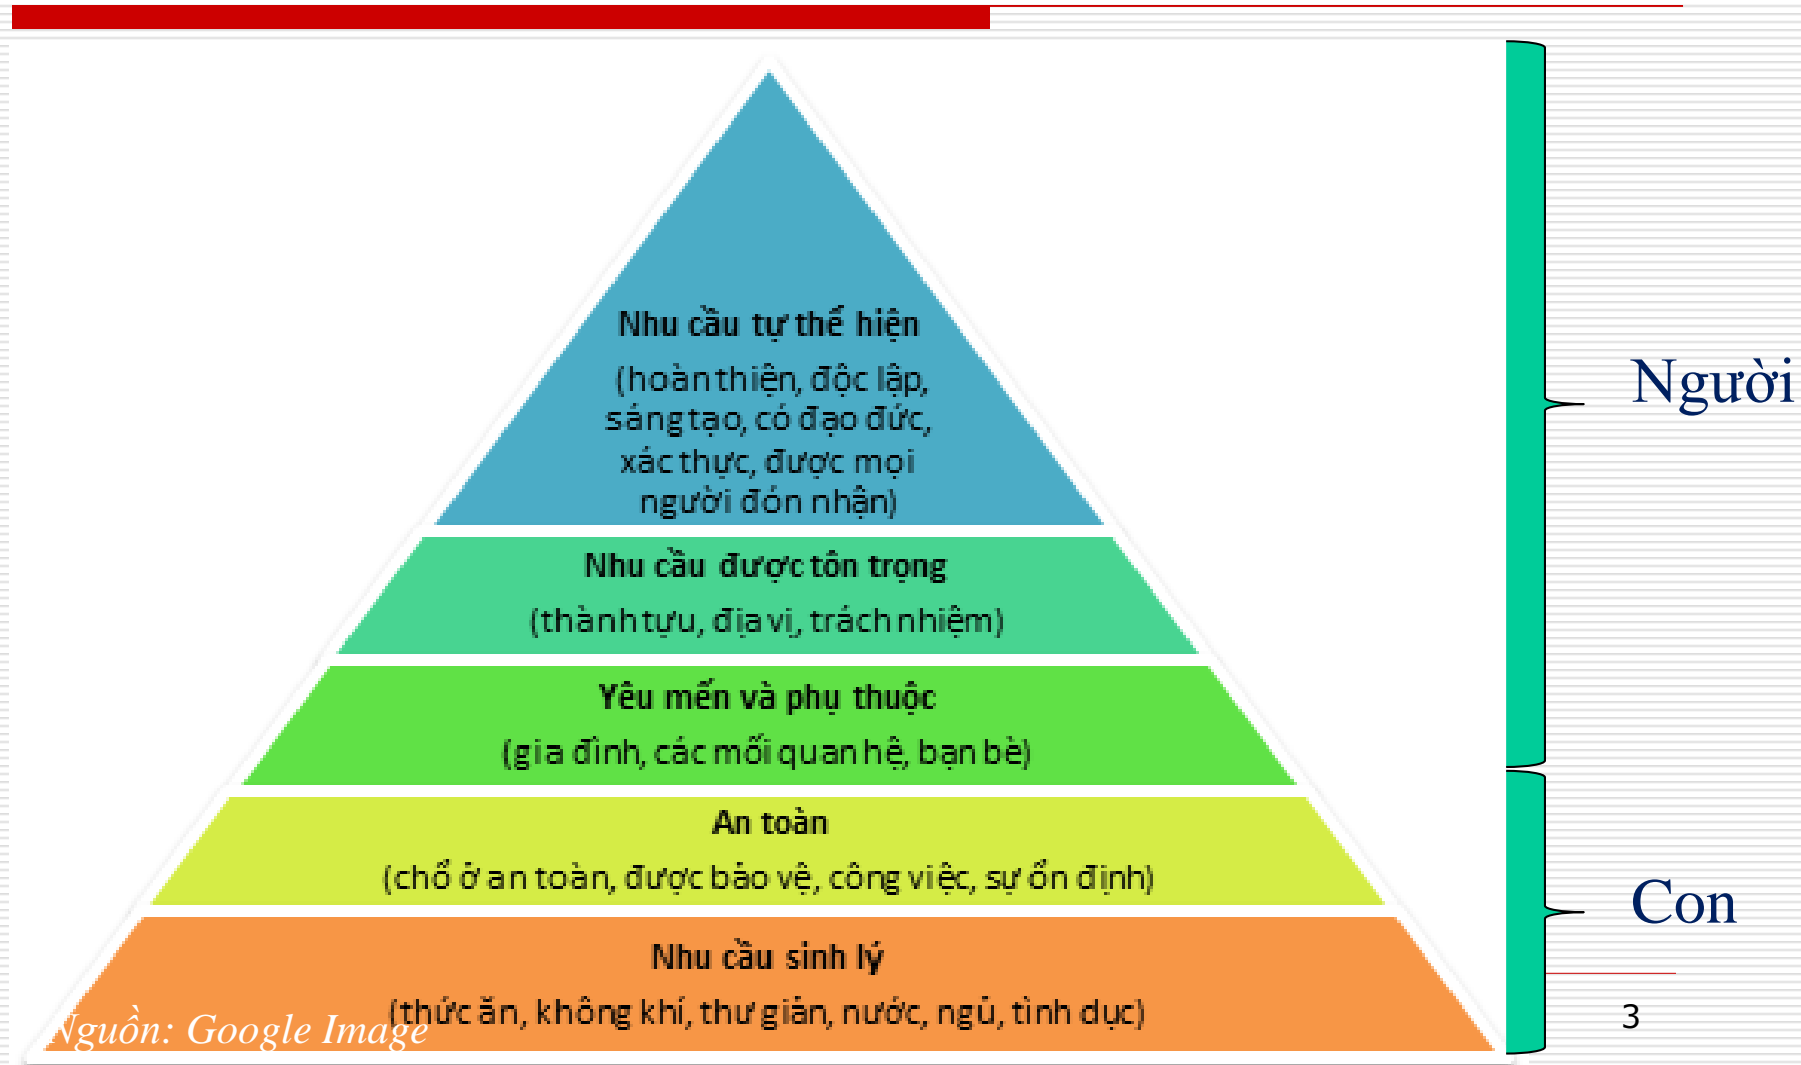 Nhu cầu tự thể hiện
(hoàn thiện, độc lập,
sáng tạo, có đạo đức,
xác thực, được mọi
người đón nhận)
Nhu cầu được tôn trọng
(thành tựu, địa vị, trách nhiệm)
Yêu mến và phụ thuộc
(gia đình, các mối quan hệ, bạn bè)
An toàn
(chổ ở an toàn, được bảo vệ, công việc, sự ổn định)
Nhu cầu sinh lý
(thức ăn, không khí, thư giản, nước, ngủ, tình dục)
Nguồn: Google Image
Người
Con
3